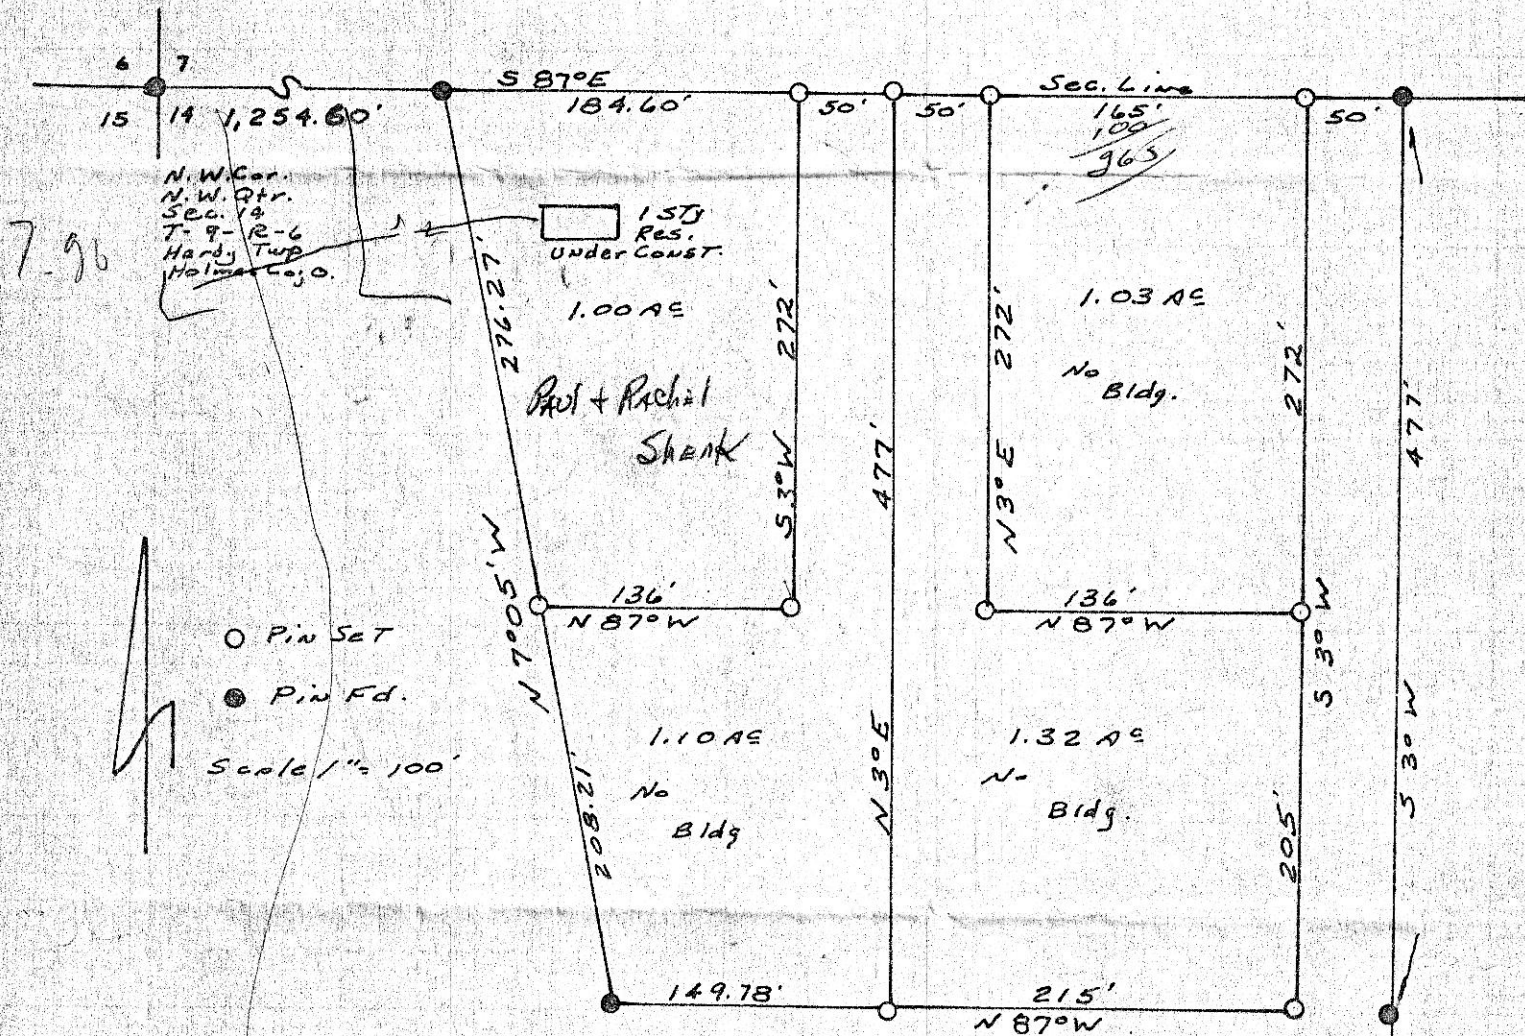 6 7
15 14 1,254.60'
S 87°E
184.60'
50'
50'
Sec. Line
165'
100
965
50'
N.W. Cor.
N.W. Qtr.
Sec. 14
T-9-R-6
Hardy Twp
Holmes Co; O.
7.96
1 STY
Res.
UNDER CONST.
1.00 Ac
276.27'
Paul + Rachel
Shenk
272'
S 3° W
477'
N 3° E
272'
N 3° E
1.03 Ac
No
Bldg.
272'
S 3° W
477'
S 3° W
136'
N 87° W
136'
N 87° W
N 7° 05' W
Pin Set
Pin Fd.
Scale 1" = 100'
1.10 Ac
No
Bldg
208.21'
1.32 Ac
N-
Bldg.
205'
149.78'
215'
N 87° W